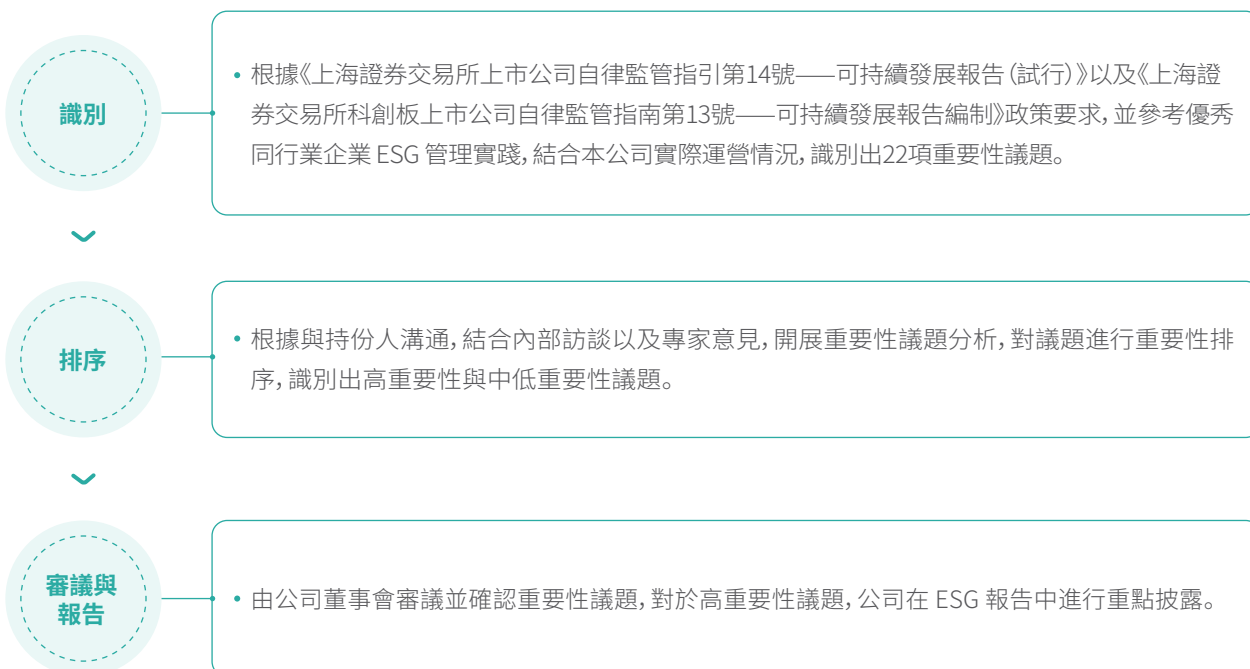 識別
• 根據《上海證券交易所上市公司自律監管指引第14號——可持續發展報告(試行)》以及《上海證
券交易所科創板上市公司自律監管指南第13號——可持續發展報告編制》政策要求,並參考優秀
同行業企業 ESG 管理實踐,結合本公司實際運營情況,識別出22項重要性議題。
排序
• 根據與持份人溝通,結合內部訪談以及專家意見,開展重要性議題分析,對議題進行重要性排
序,識別出高重要性與中低重要性議題。
審議與
報告
• 由公司董事會審議並確認重要性議題,對於高重要性議題,公司在 ESG 報告中進行重點披露。